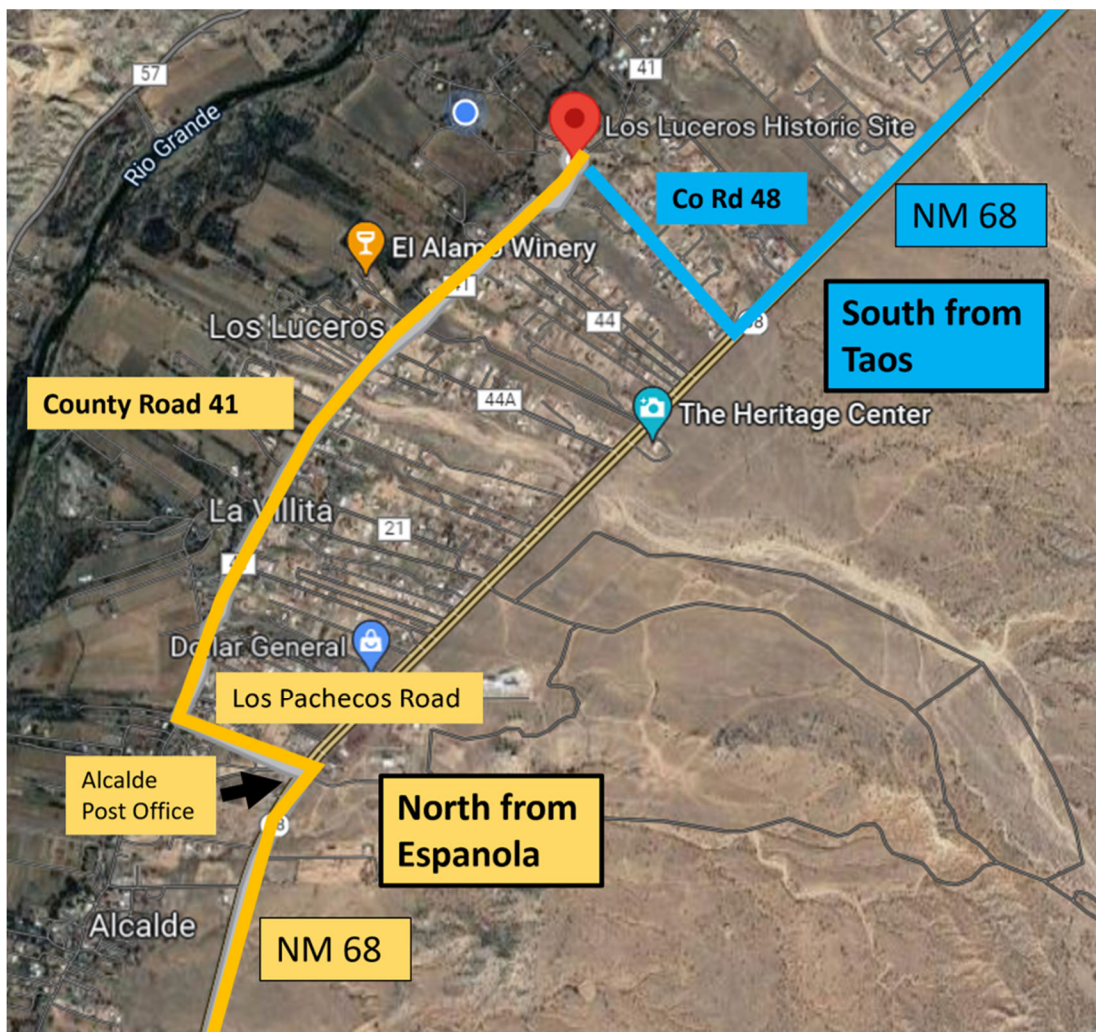 57
41
Rio Grande
Los Luceros Historic Site
Co Rd 48
NM 68
El Alamo Winery
41
Los Luceros
44
68
South from
Taos
County Road 41
44A
The Heritage Center
La Villita
21
Dollar General
Los Pachecos Road
Alcalde
Post Office
North from
Espanola
Alcalde
NM 68